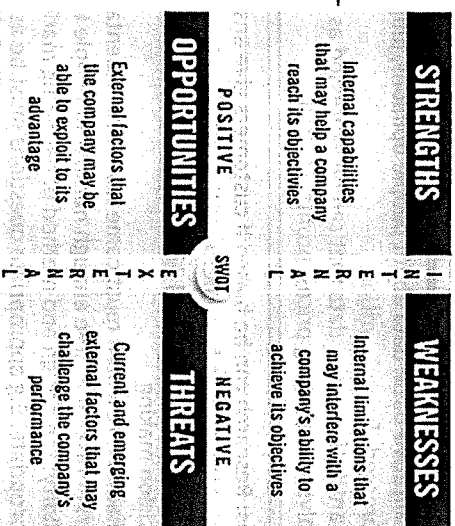 STRENGTHS
Internal capabilities
that may help a company
reach its objectives
INTERNAL
WEAKNESSES
Internal limitations that
may interfere with a
company's ability to
achieve its objectives
POSITIVE
SWOT
NEGATIVE
OPPORTUNITIES
External factors that
the company may be
able to exploit to its
advantage
EXTERNAL
THREATS
Current and emerging
external factors that may
challenge the company's
performance